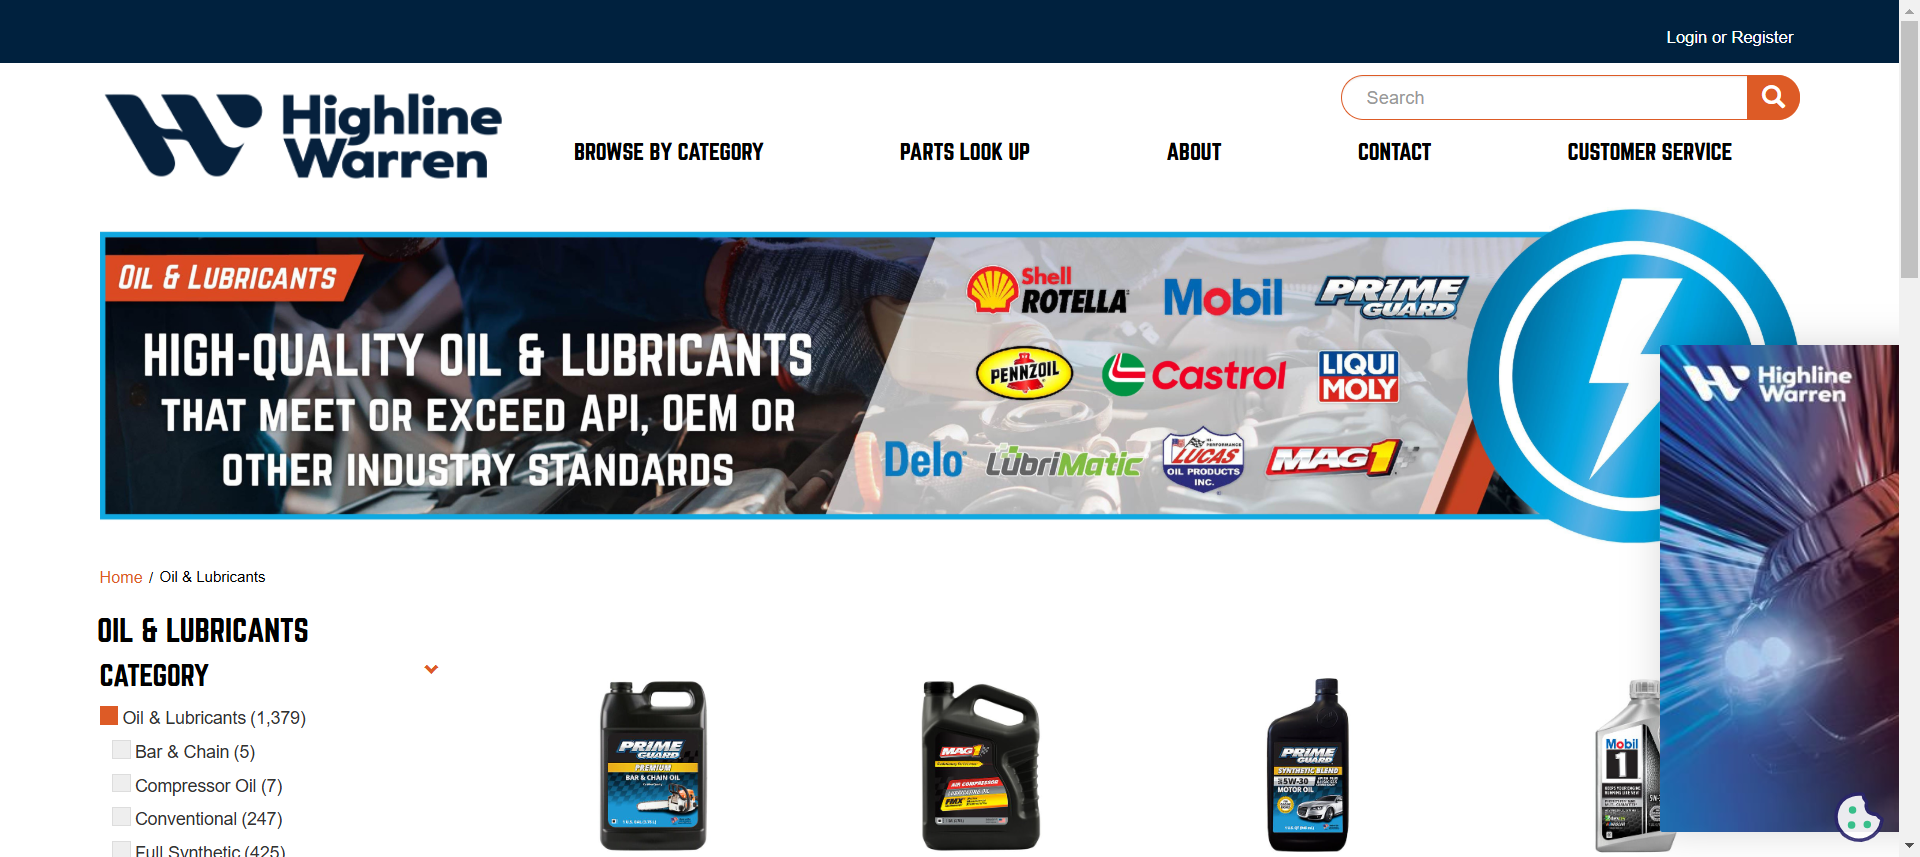 Login or Register
Search
Highline
Warren
BROWSE BY CATEGORY
PARTS LOOK UP
ABOUT
CONTACT
CUSTOMER SERVICE
OIL & LUBRICANTS
HIGH-QUALITY OIL & LUBRICANTS
THAT MEET OR EXCEED API, OEM OR
OTHER INDUSTRY STANDARDS
Shell
ROTELLA
Mobil
PRIME
GUARD
PENNZOIL
Castrol
LIQUI
MOLY
Delo
LubriMatic
LUCAS
OIL PRODUCTS
INC.
MAG1
Highline
Warren
Home / Oil & Lubricants
OIL & LUBRICANTS
CATEGORY
Oil & Lubricants (1,379)
Bar & Chain (5)
Compressor Oil (7)
Conventional (247)
Full Synthetic (425)
PRIME
GUARD
PREMIUM
BAR & CHAIN OIL
MAG1
AIR COMPRESSOR
LUBRICATING OIL
FMX
PRIME
GUARD
SYNTHETIC BLEND
5W-30
MOTOR OIL
Mobil
1